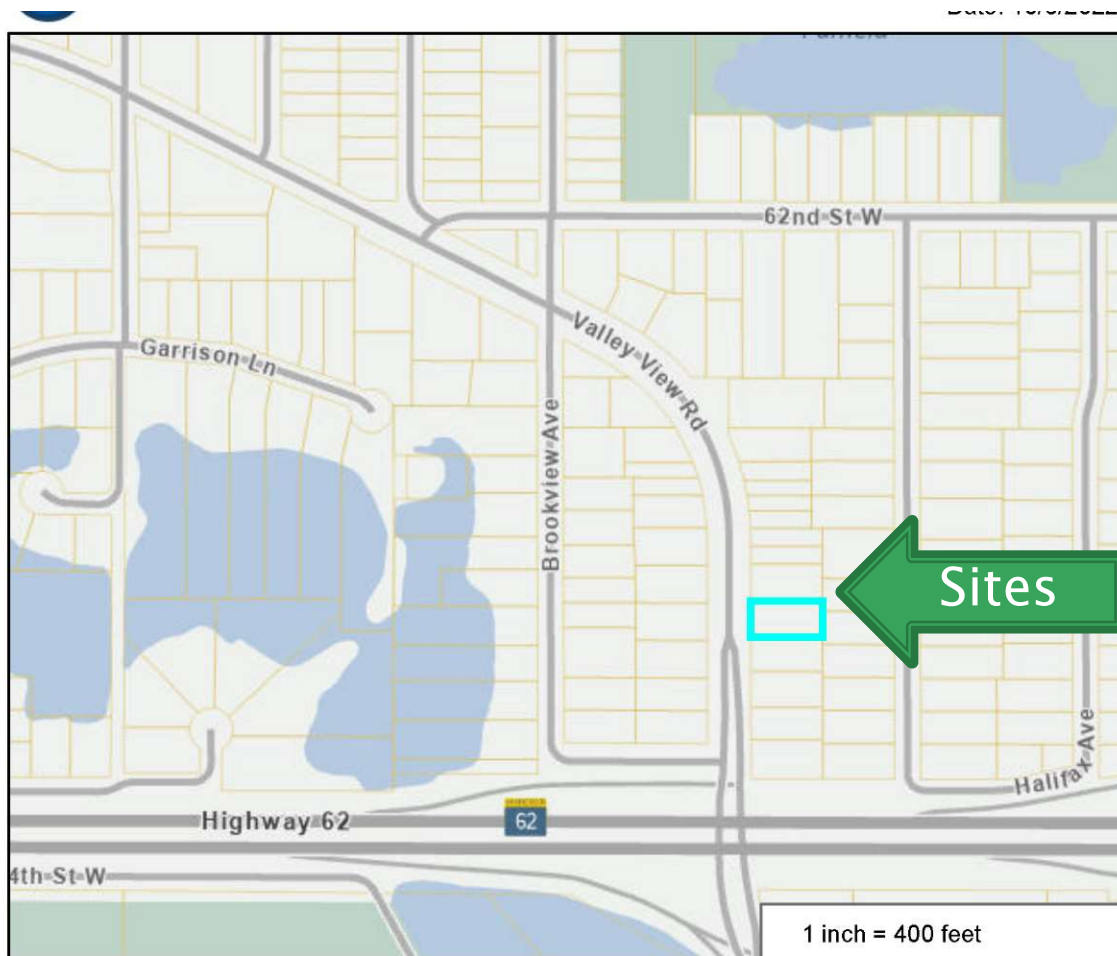 62nd St W
Valley View Rd
Garrison Ln
Brookview Ave
Sites
Halifax Ave
Highway 62
62
4th St W
1 inch = 400 feet